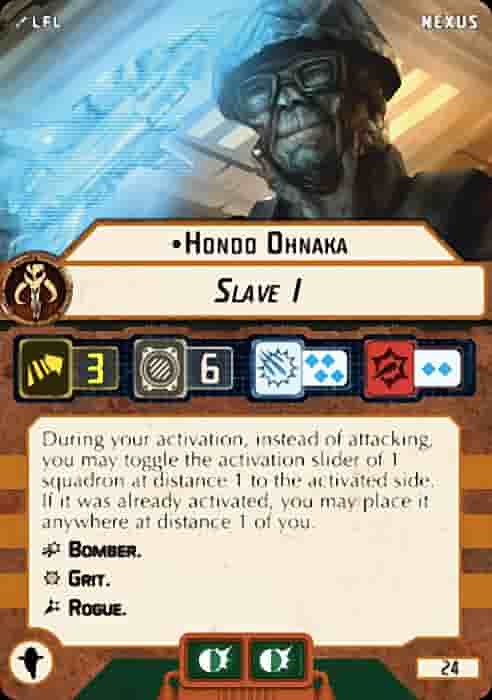 LFL
NEXUS
•Hondo Ohnaka
Slave I
3
6
During your activation, instead of attacking,
you may toggle the activation slider of 1
squadron at distance 1 to the activated side.
If it was already activated, you may place it
anywhere at distance 1 of you.
Bomber.
Grit.
Rogue.
24